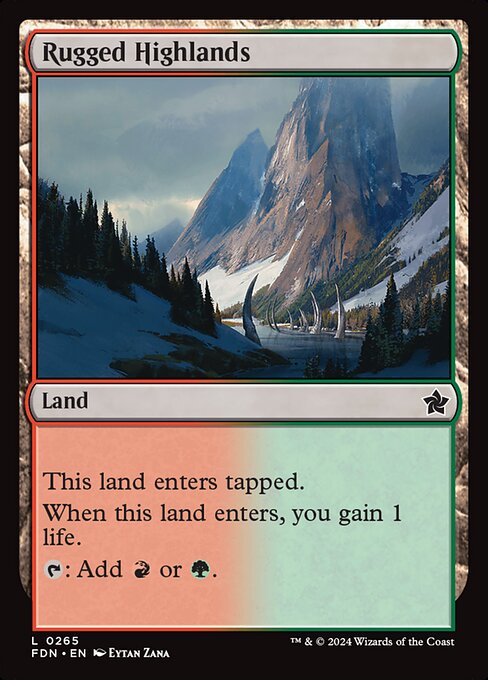 Rugged Highlands
Land
This land enters tapped.
When this land enters, you gain 1
life.
: Add or .
L 0265
™ & © 2024 Wizards of the Coast
FDN • EN Eytan Zana